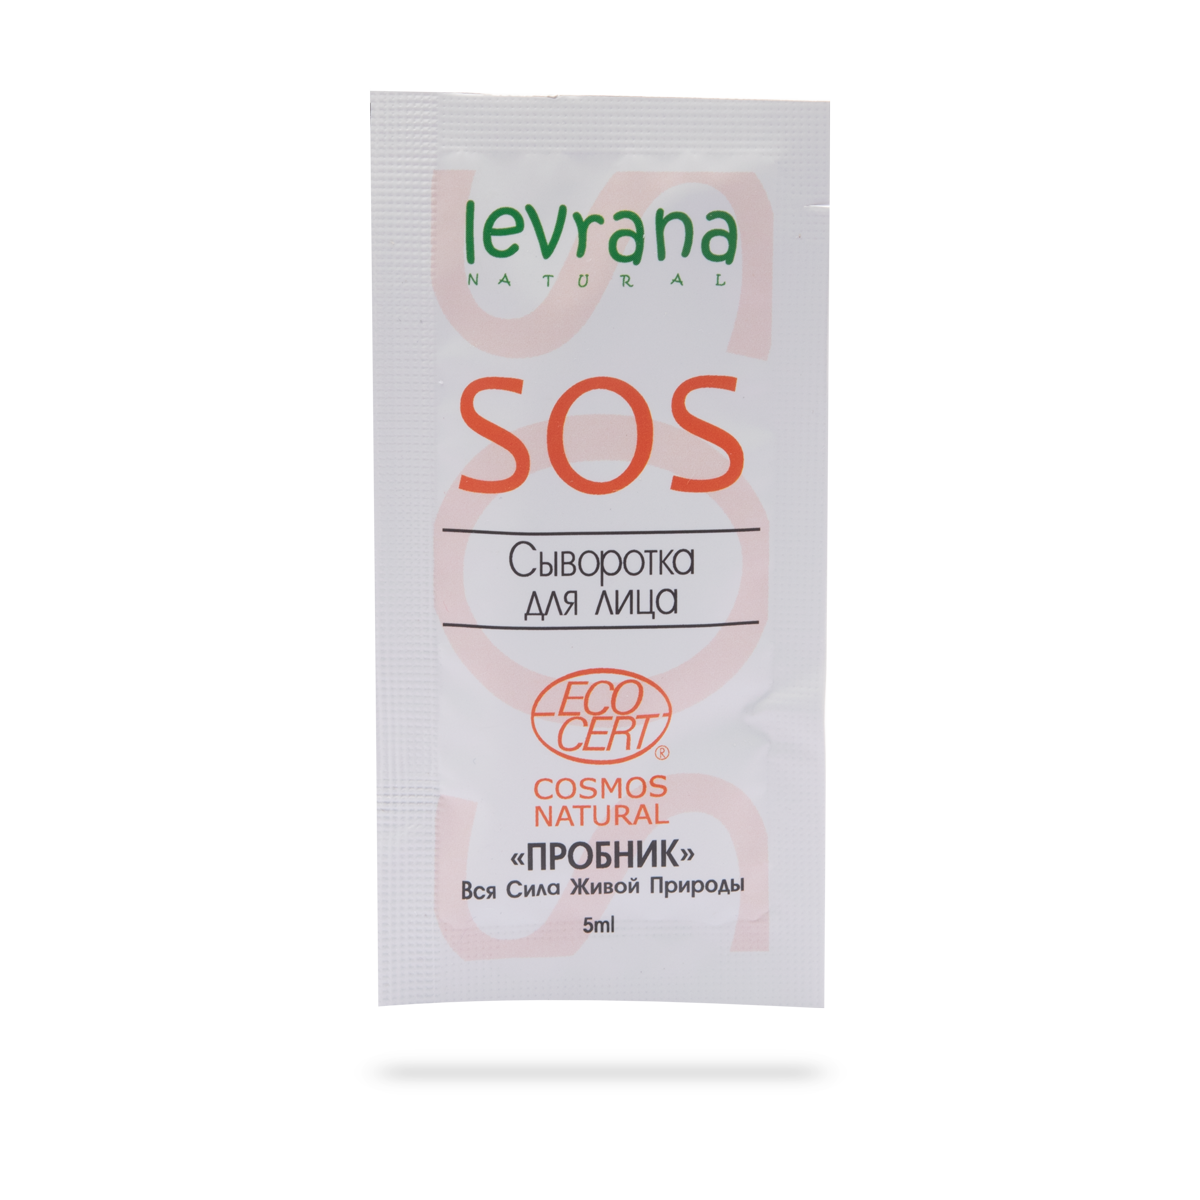 levrana
NATURAL
SOS
Сыворотка
для лица
ECO
CERT
®
COSMOS
NATURAL
«ПРОБНИК»
Вся Сила Живой Природы
5ml